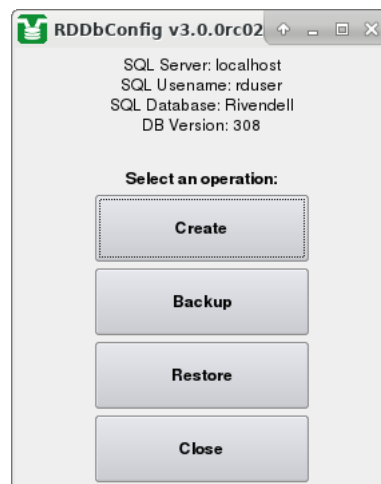 RDDbConfig v3.0.0rc02
SQL Server: localhost
SQL Usename: rduser
SQL Database: Rivendell
DB Version: 308
Select an operation:
Create
Backup
Restore
Close